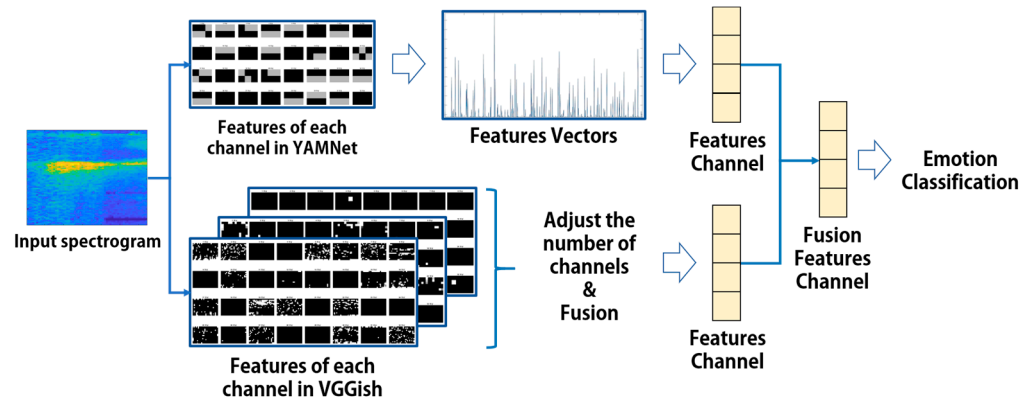 Input spectrogram
Features of each
channel in YAMNet
Features Vectors
Features
Channel
Features of each
channel in VGGish
Adjust the
number of
channels
&
Fusion
Features
Channel
Fusion
Features
Channel
Emotion
Classification